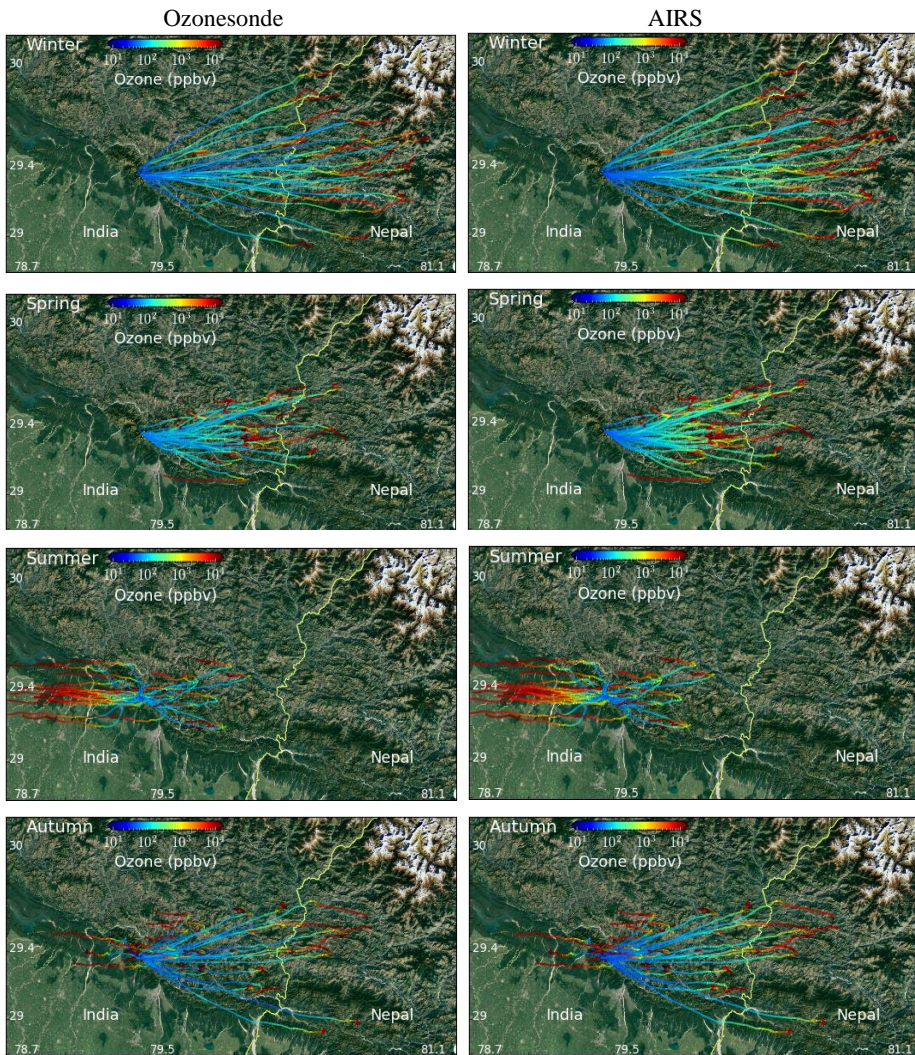 Ozonesonde AIRS
Winter 10¹ 10² 10³ 10⁴ Winter 10¹ 10² 10³ 10⁴
30 Ozone (ppbv) 30 Ozone (ppbv)
29.4 29.4
29 India Nepal 29 India Nepal
78.7 79.5 81.1 78.7 79.5 81.1
Spring 10¹ 10² 10³ 10⁴ Spring 10¹ 10² 10³ 10⁴
30 Ozone (ppbv) 30 Ozone (ppbv)
29.4 29.4
29 India Nepal 29 India Nepal
78.7 79.5 81.1 78.7 79.5 81.1
Summer 10¹ 10² 10³ 10⁴ Summer 10¹ 10² 10³ 10⁴
30 Ozone (ppbv) 30 Ozone (ppbv)
29.4 29.4
29 India Nepal 29 India Nepal
78.7 79.5 81.1 78.7 79.5 81.1
Autumn 10¹ 10² 10³ 10⁴ Autumn 10¹ 10² 10³ 10⁴
30 Ozone (ppbv) 30 Ozone (ppbv)
29.4 29.4
29 India Nepal 29 India Nepal
78.7 79.5 81.1 78.7 79.5 81.1